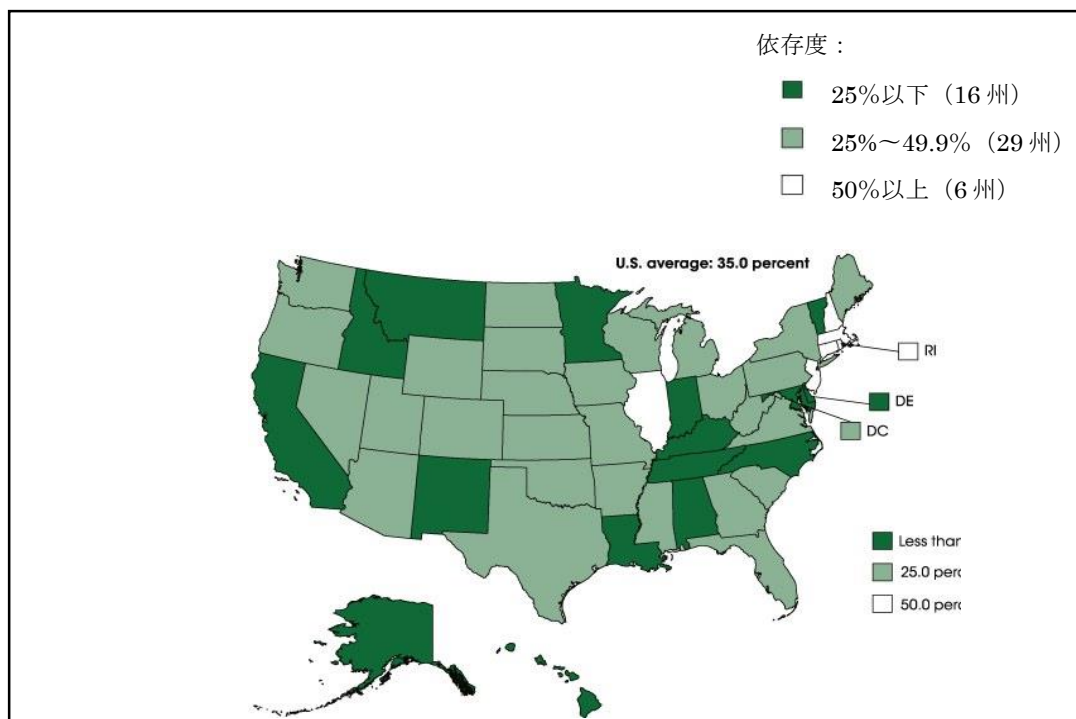 依存度：
25%以下（16 州）
25%～49.9%（29 州）
50%以上（6 州）
U.S. average: 35.0 percent
RI
DE
DC
Less than
25.0 perc
50.0 perc